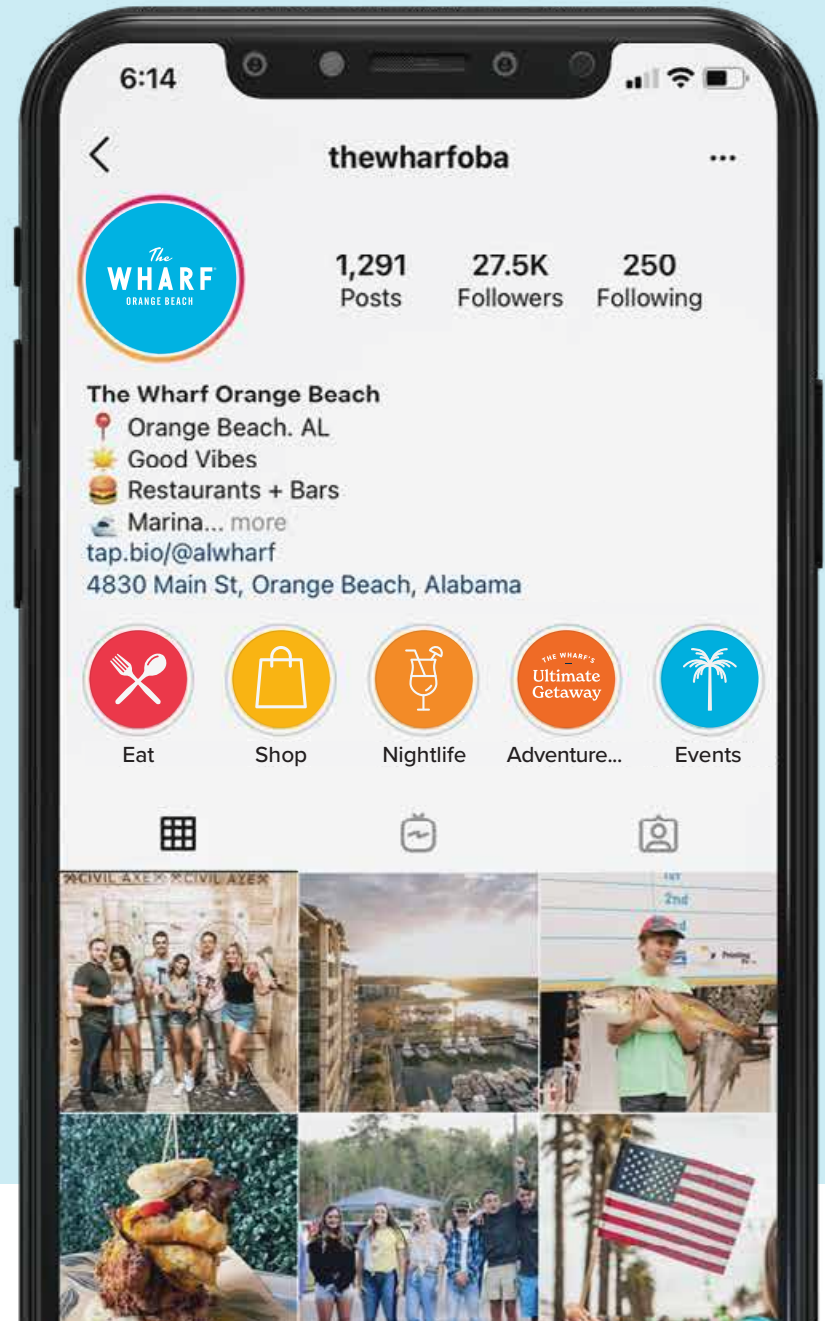 6:14
thewharfoba
...
The
WHARF
ORANGE BEACH
1,291 27.5K 250
Posts Followers Following
The Wharf Orange Beach
Orange Beach. AL
Good Vibes
Restaurants + Bars
Marina... more
tap.bio/@alwharf
4830 Main St, Orange Beach, Alabama
THE WHARF'S
Ultimate
Getaway
Eat Shop Nightlife Adventure... Events
CIVIL AXE CIVIL AXE
1ST
2nd
Printing